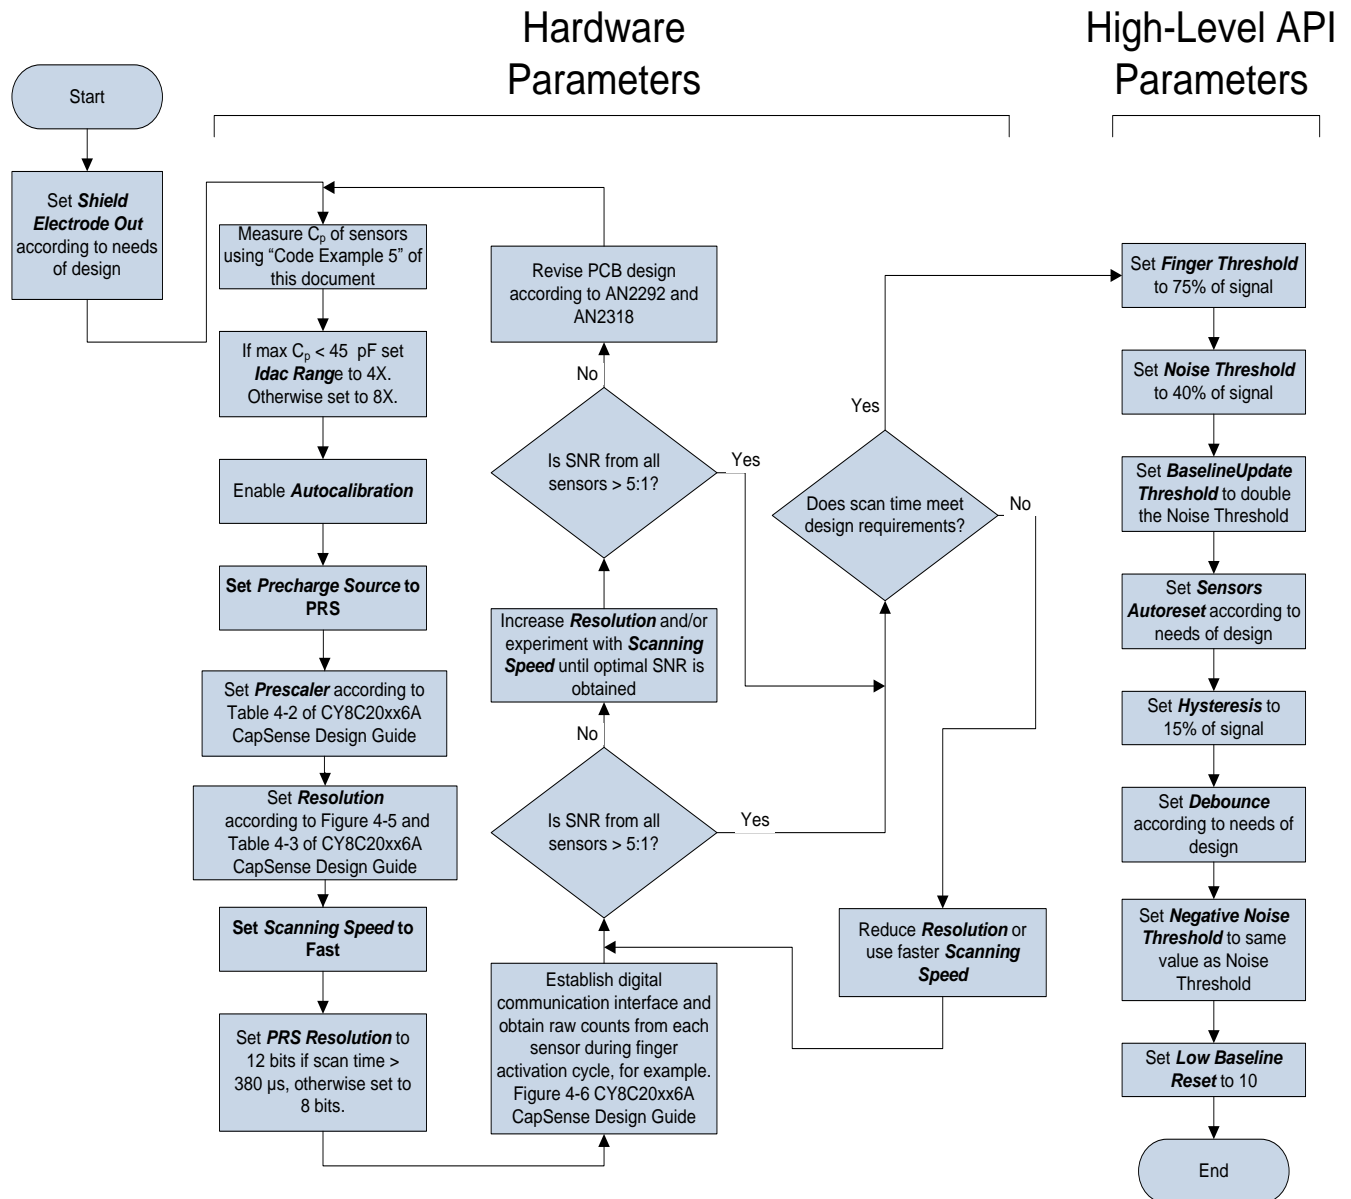 Hardware
Parameters
High-Level API
Parameters
Start
Set Shield
Electrode Out
according to needs
of design
Measure Cp of sensors
using “Code Example 5” of
this document
If max Cp < 45 pF set
Idac Range to 4X.
Otherwise set to 8X.
Enable Autocalibration
Set Precharge Source to
PRS
Set Prescaler according to
Table 4-2 of CY8C20xx6A
CapSense Design Guide
Set Resolution
according to Figure 4-5 and
Table 4-3 of CY8C20xx6A
CapSense Design Guide
Set Scanning Speed to
Fast
Set PRS Resolution to
12 bits if scan time >
380 µs, otherwise set to
8 bits.
Revise PCB design
according to AN2292 and
AN2318
No
Is SNR from all
sensors > 5:1?
Yes
Increase Resolution and/or
experiment with Scanning
Speed until optimal SNR is
obtained
No
Is SNR from all
sensors > 5:1?
Yes
Establish digital
communication interface and
obtain raw counts from each
sensor during finger
activation cycle, for example.
Figure 4-6 CY8C20xx6A
CapSense Design Guide
Yes
Does scan time meet
design requirements?
No
Reduce Resolution or
use faster Scanning
Speed
Set Finger Threshold
to 75% of signal
Set Noise Threshold
to 40% of signal
Set BaselineUpdate
Threshold to double
the Noise Threshold
Set Sensors
Autoreset according to
needs of design
Set Hysteresis to
15% of signal
Set Debounce
according to needs of
design
Set Negative Noise
Threshold to same
value as Noise
Threshold
Set Low Baseline
Reset to 10
End